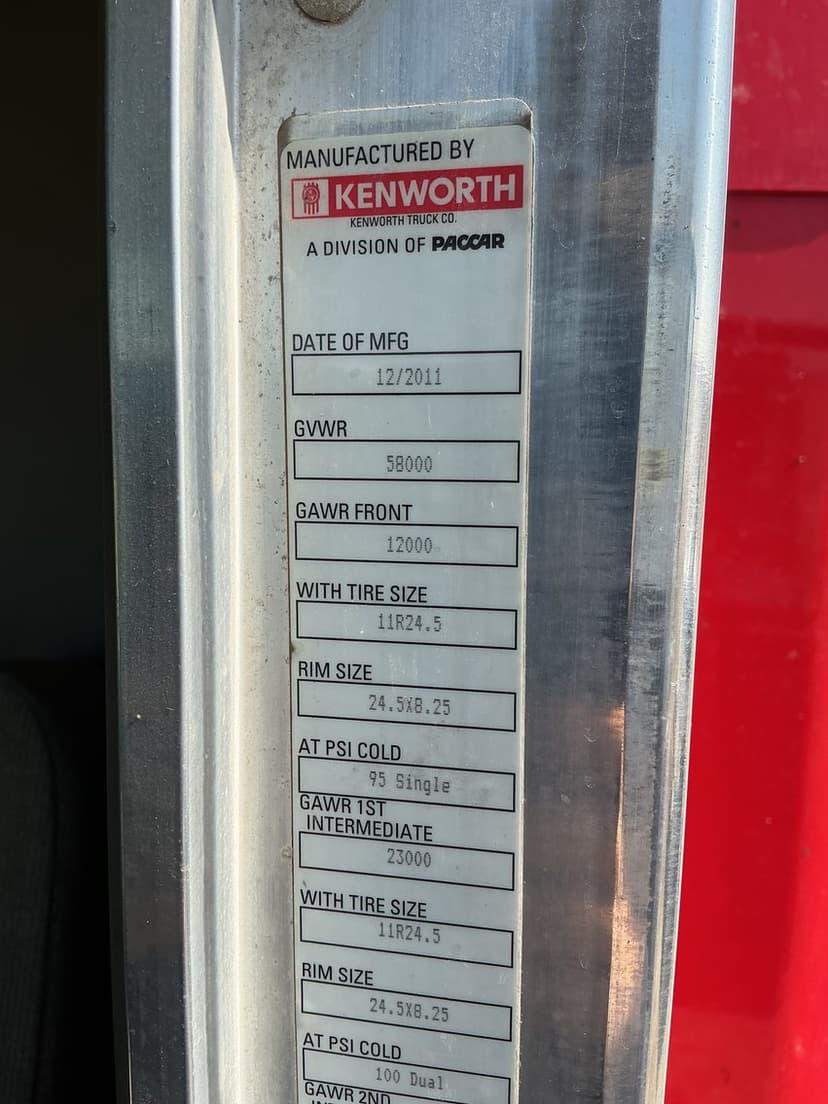 MANUFACTURED BY
KENWORTH
KENWORTH TRUCK CO.
A DIVISION OF PACCAR
DATE OF MFG
12/2011
GVWR
58000
GAWR FRONT
12000
WITH TIRE SIZE
11R24.5
RIM SIZE
24.5X8.25
AT PSI COLD
95 Single
GAWR 1ST
INTERMEDIATE
23000
WITH TIRE SIZE
11R24.5
RIM SIZE
24.5X8.25
AT PSI COLD
100 Dual
GAWR 2ND